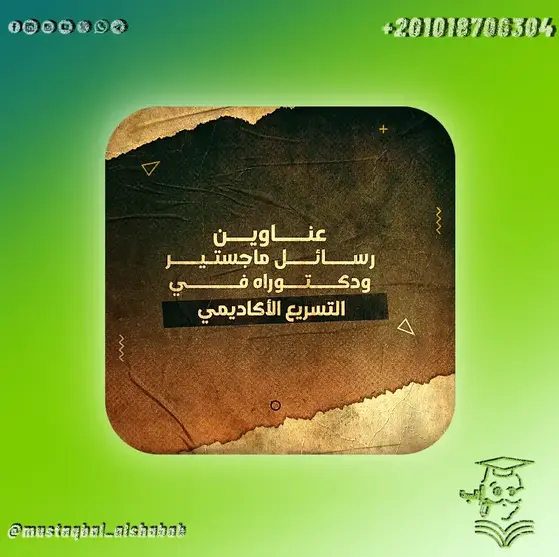 +201018706304
عناوين
رسائل ماجستير
ودكتوراه في
التسريع الأكاديمي
@mustaqbal_alshabab